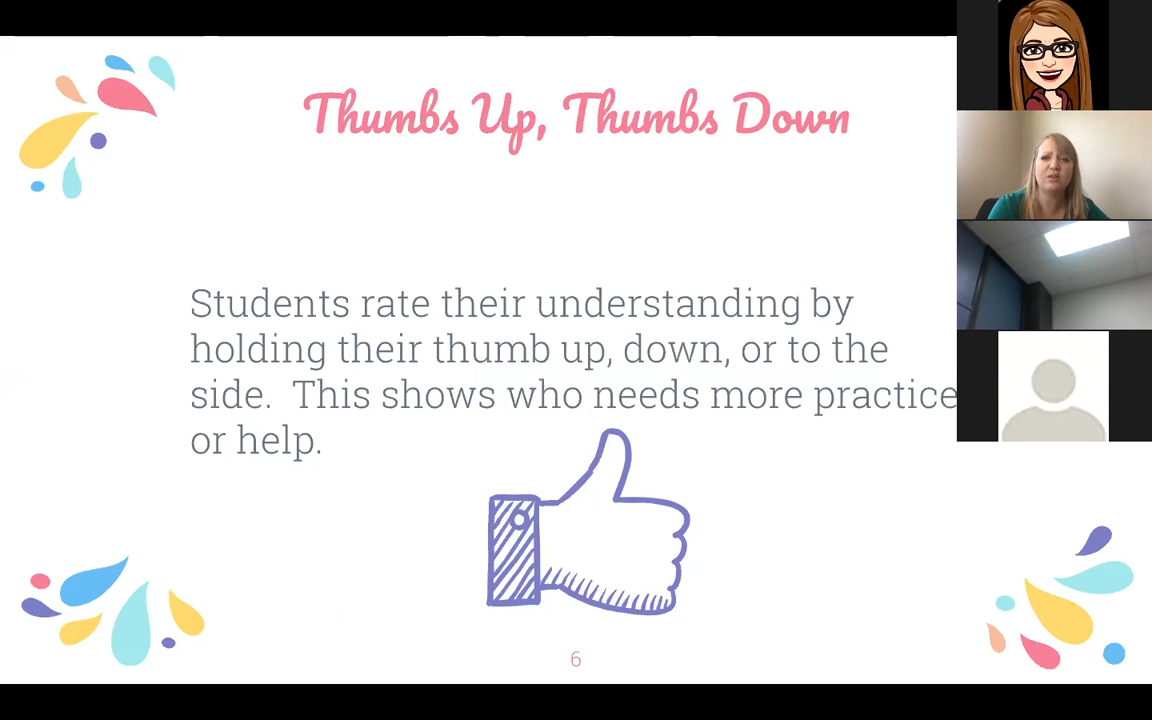 Thumbs Up, Thumbs Down
Students rate their understanding by
holding their thumb up, down, or to the
side.  This shows who needs more practice
or help.
6